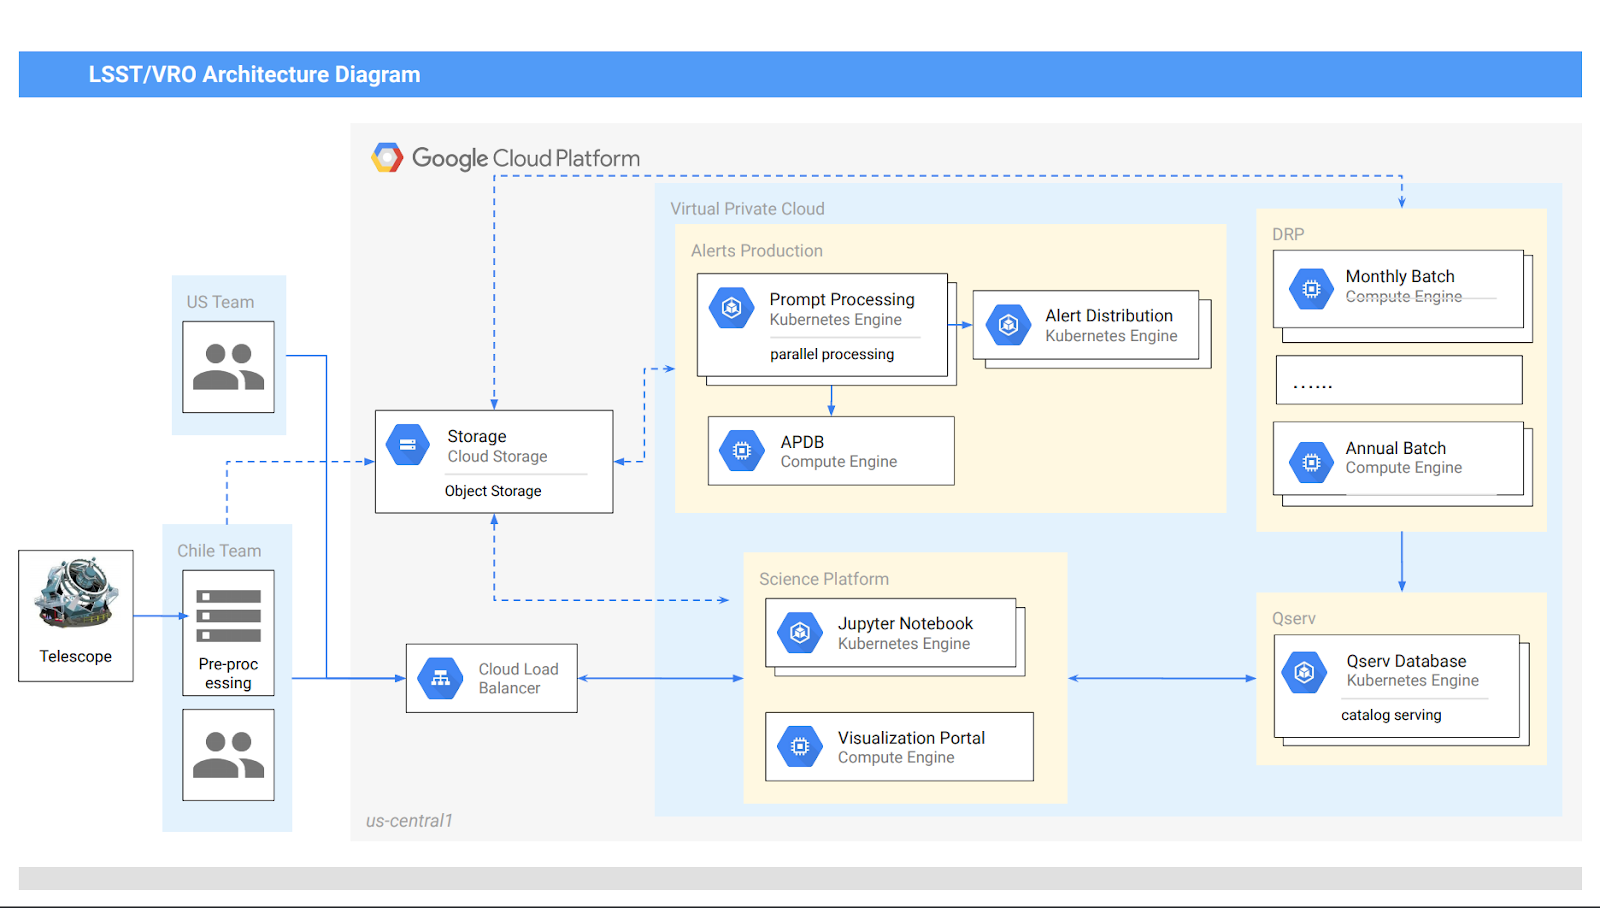 LSST/VRO Architecture Diagram
Google Cloud Platform
Virtual Private Cloud
Alerts Production
Prompt Processing
Kubernetes Engine
parallel processing
Alert Distribution
Kubernetes Engine
APDB
Compute Engine
DRP
Monthly Batch
Compute Engine
......
Annual Batch
Compute Engine
US Team
Storage
Cloud Storage
Object Storage
Chile Team
Telescope
Pre-proc
essing
Cloud Load
Balancer
Science Platform
Jupyter Notebook
Kubernetes Engine
Visualization Portal
Compute Engine
Qserv
Qserv Database
Kubernetes Engine
catalog serving
us-central1